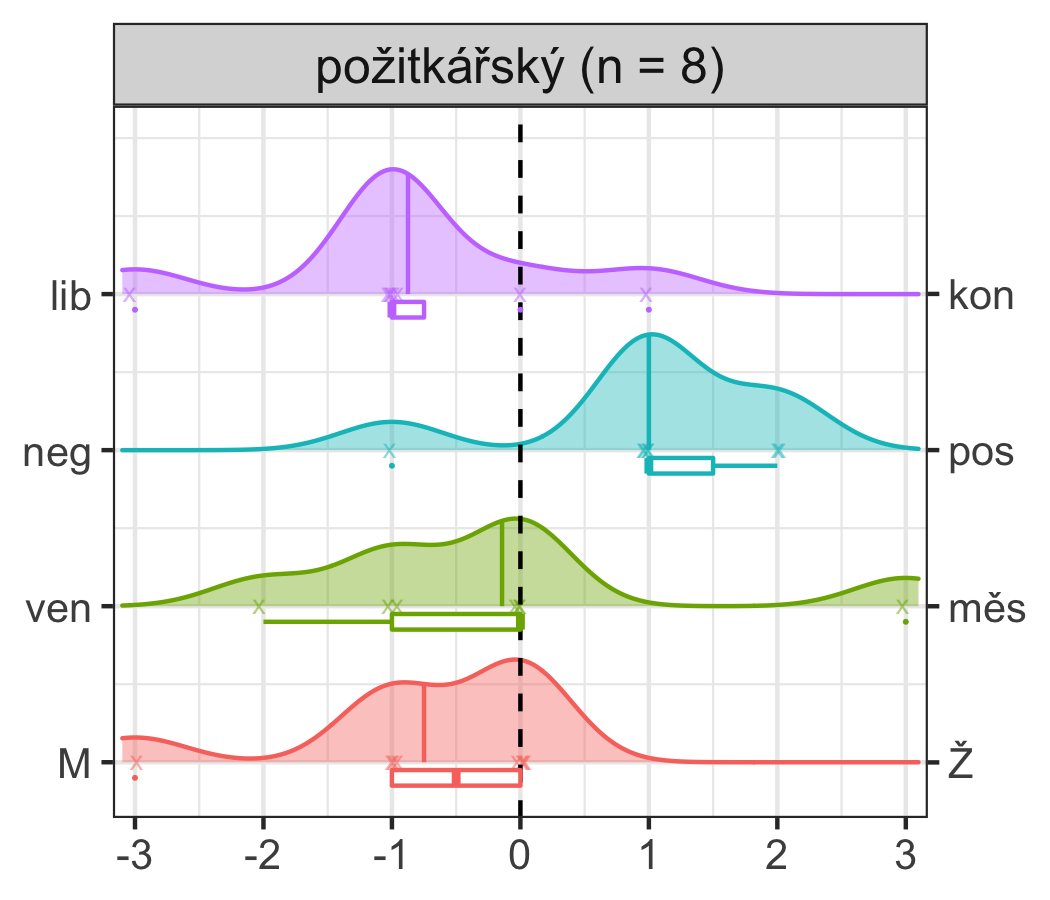 požitkářský (n = 8)
lib kon
neg pos
ven měs
M Ž
-3 -2 -1 0 1 2 3